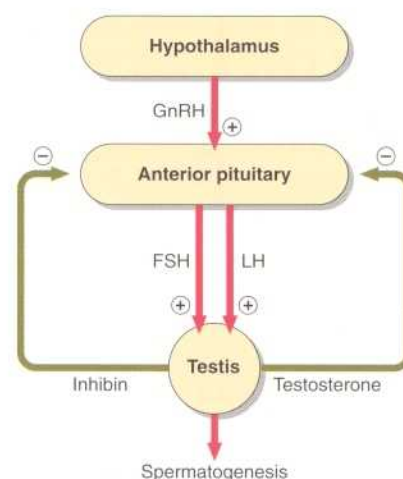 Hypothalamus
GnRH
+
− −
Anterior pituitary
FSH LH
+ +
Testis
Inhibin Testosterone
Spermatogenesis